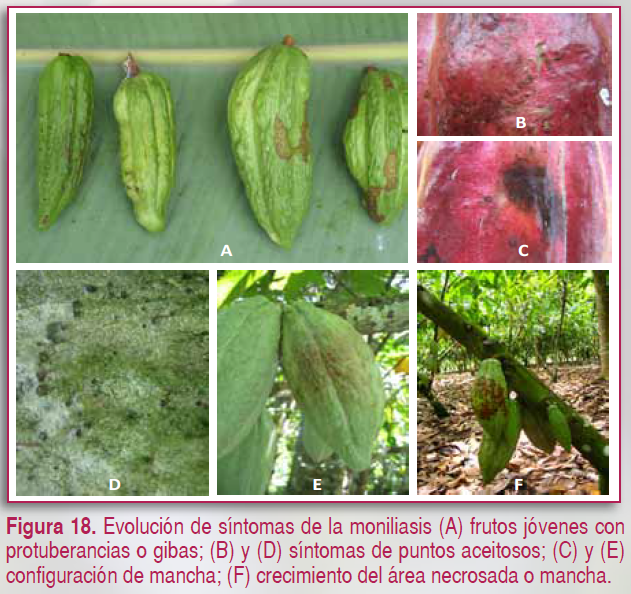 A
B
C
D
E
F
Figura 18. Evolución de síntomas de la moniliasis (A) frutos jóvenes con
protuberancias o gibas; (B) y (D) síntomas de puntos aceitosos; (C) y (E)
configuración de mancha; (F) crecimiento del área necrosada o mancha.